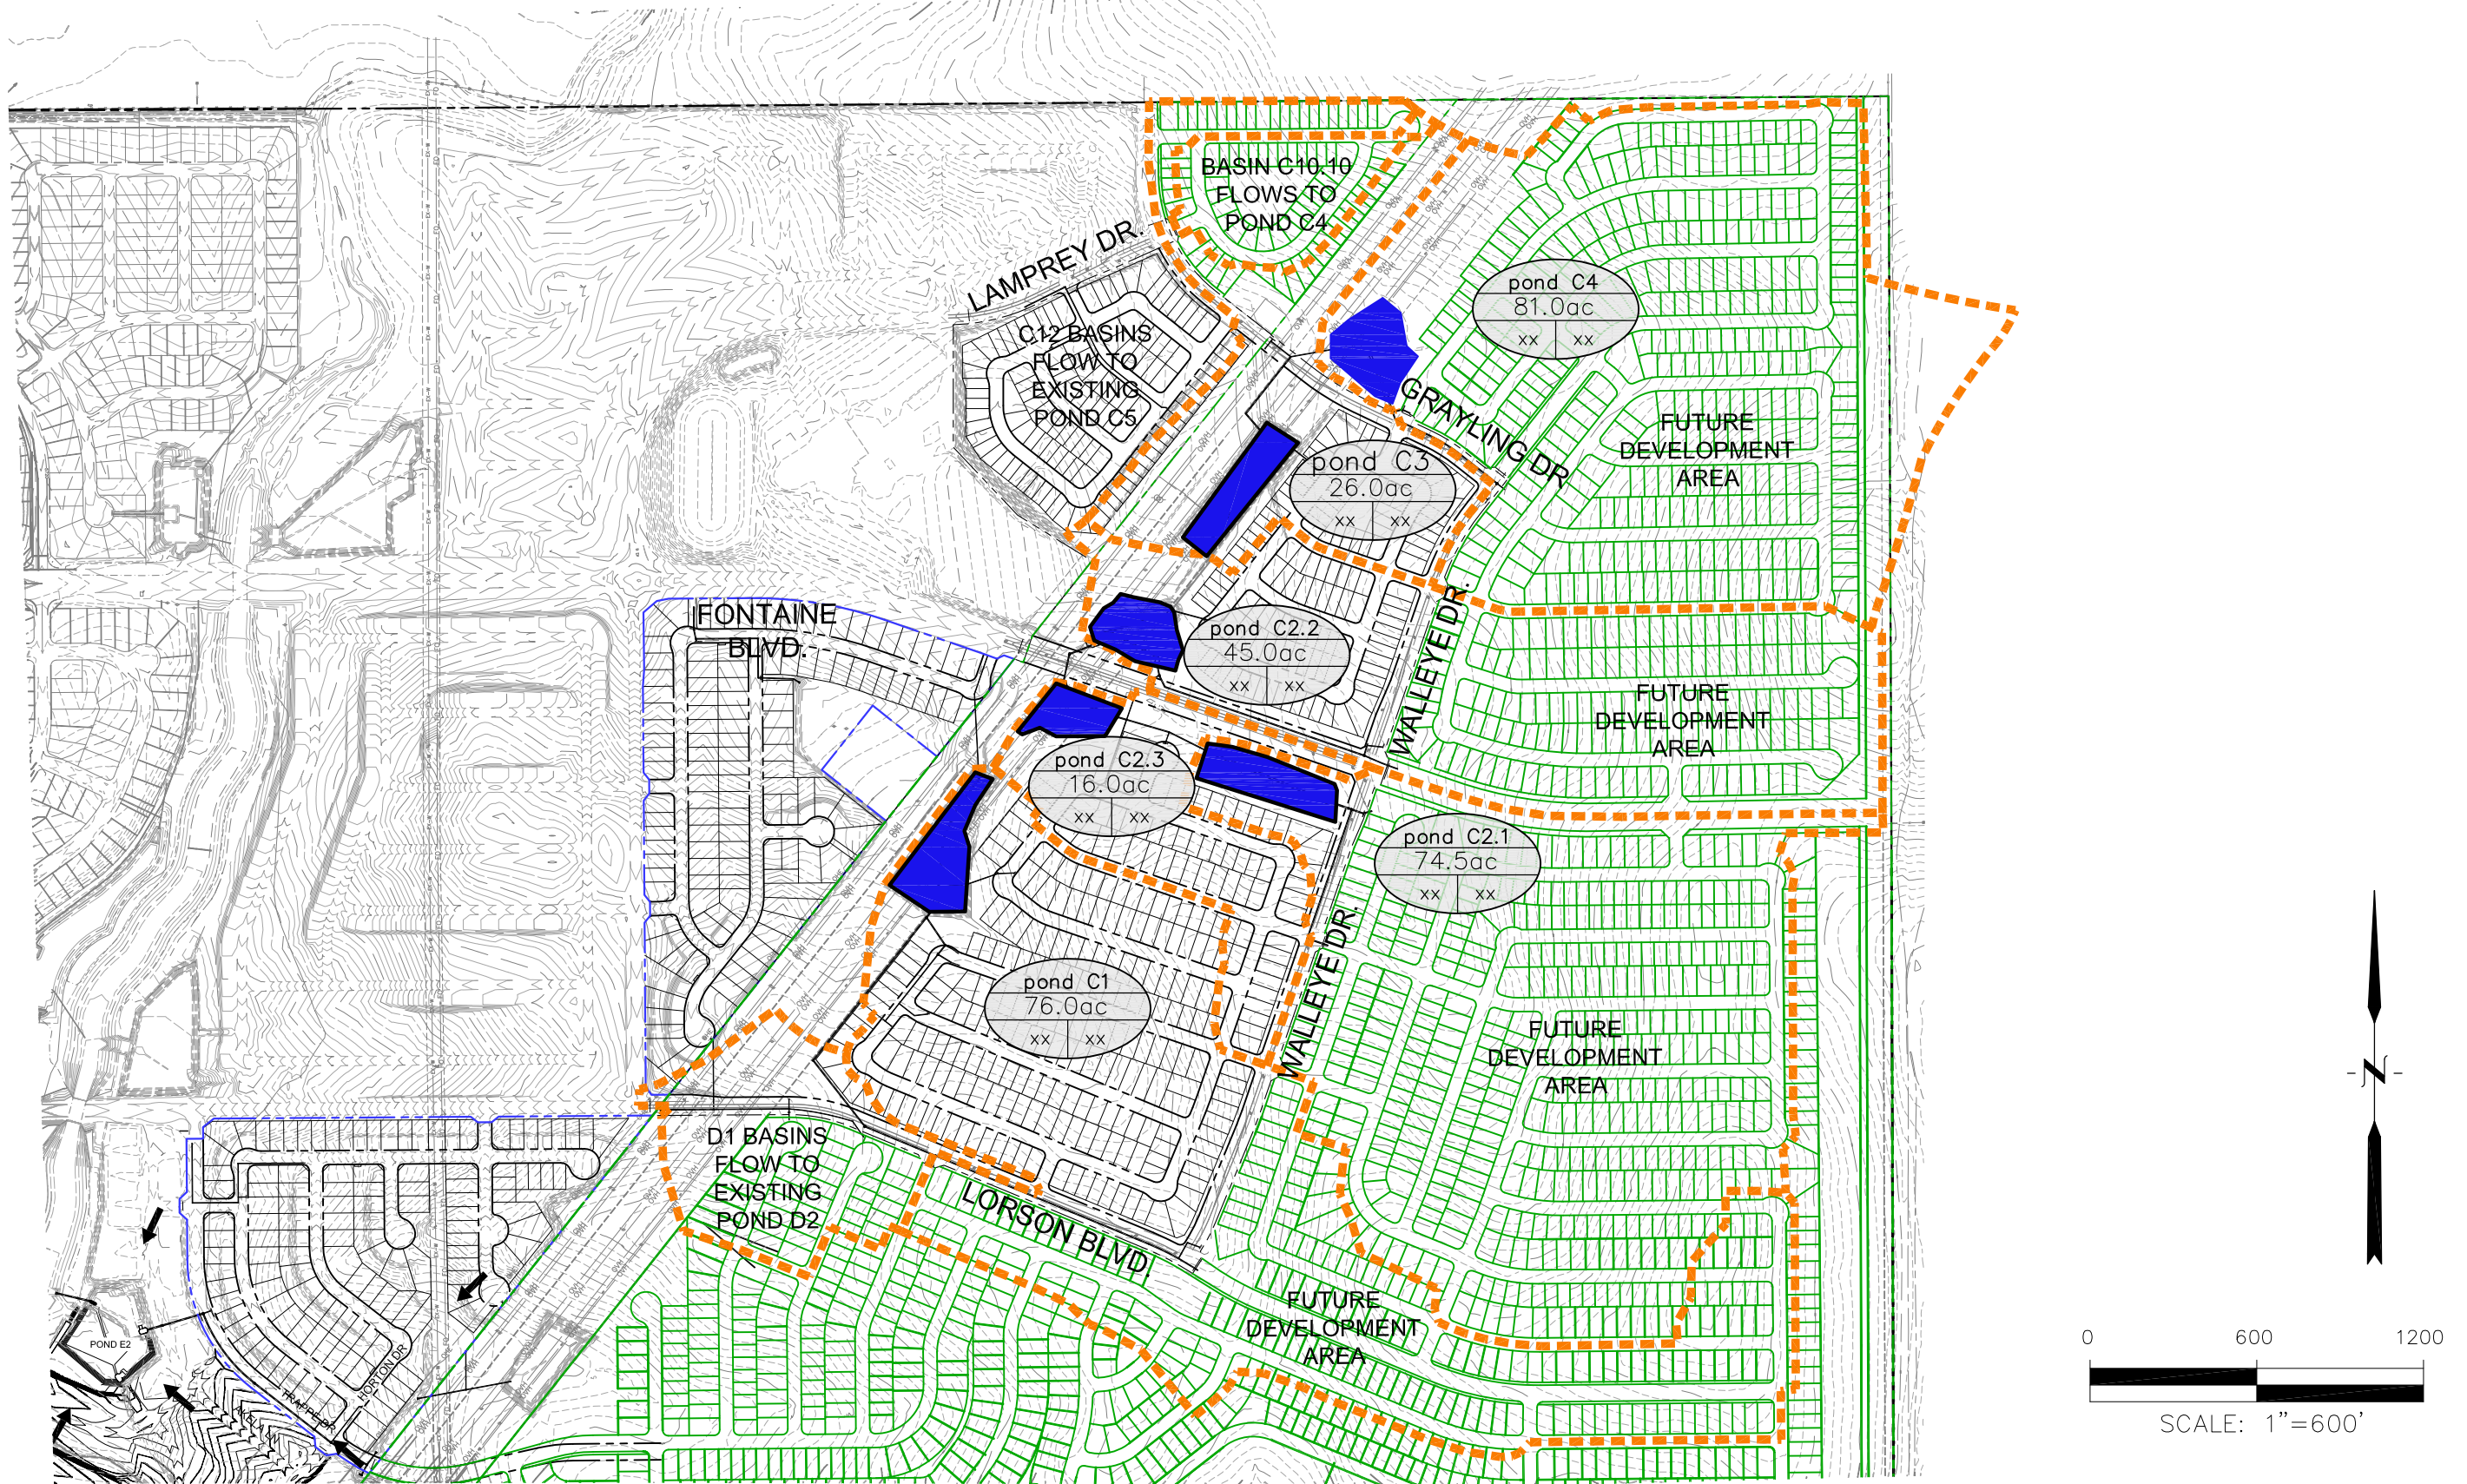 BASIN C10.10
FLOWS TO
POND C4
LAMPREY DR.
C12 BASINS
FLOW TO
EXISTING
POND C5
pond C4
81.0ac
xx xx
GRAYLING DR
FUTURE
DEVELOPMENT
AREA
pond C3
26.0ac
xx xx
FONTAINE
BLVD.
pond C2.2
45.0ac
xx xx
WALLEYE DR.
FUTURE
DEVELOPMENT
AREA
pond C2.3
16.0ac
xx xx
pond C2.1
74.5ac
xx xx
WALLEYE DR.
pond C1
76.0ac
xx xx
FUTURE
DEVELOPMENT
AREA
D1 BASINS
FLOW TO
EXISTING
POND D2
LORSON BLVD.
FUTURE
DEVELOPMENT
AREA
POND E2
HORTON DR
TRAPPE DR
N
0 600 1200
SCALE: 1"=600'